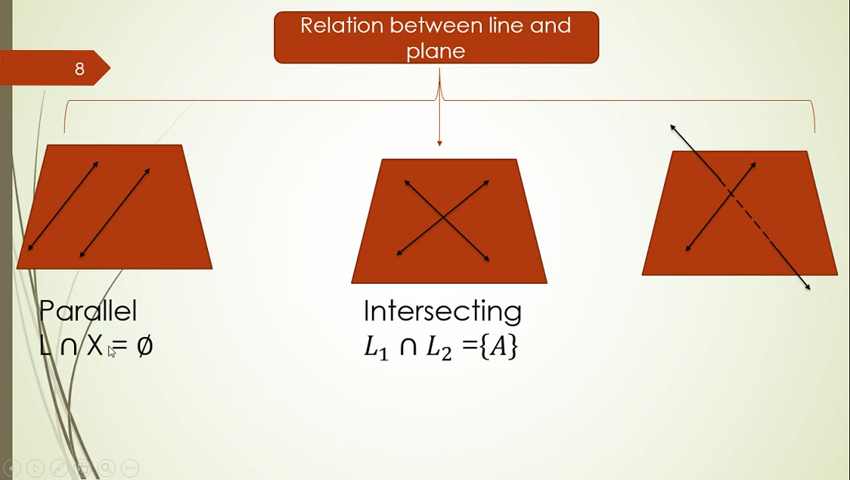 Relation between line and
plane
8
Parallel
L ∩ X = ∅
Intersecting
L₁ ∩ L₂ ={A}